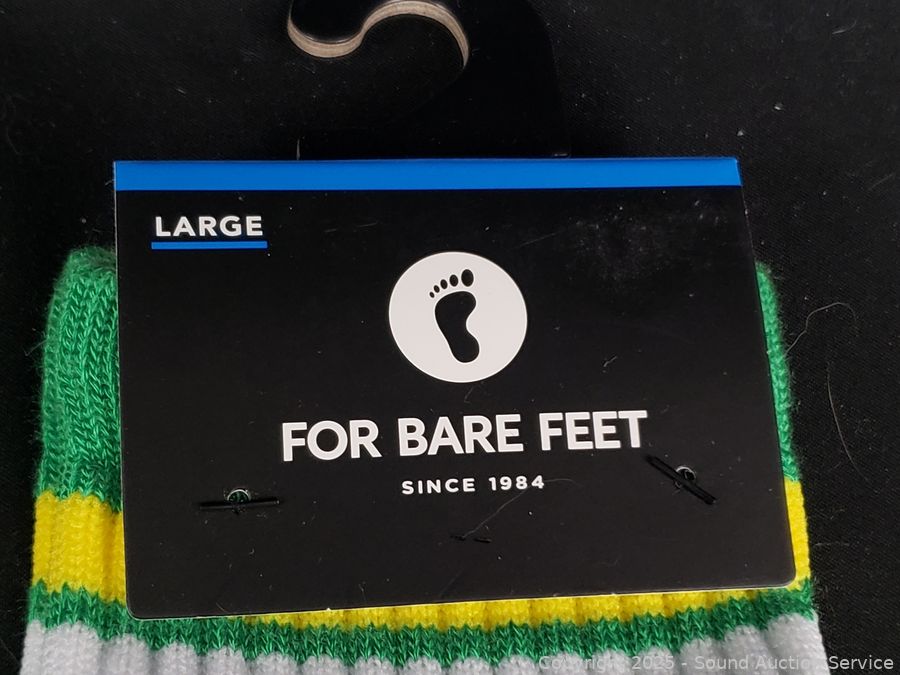 LARGE
FOR BARE FEET
SINCE 1984
Copyright 2025 - Sound Auction Service